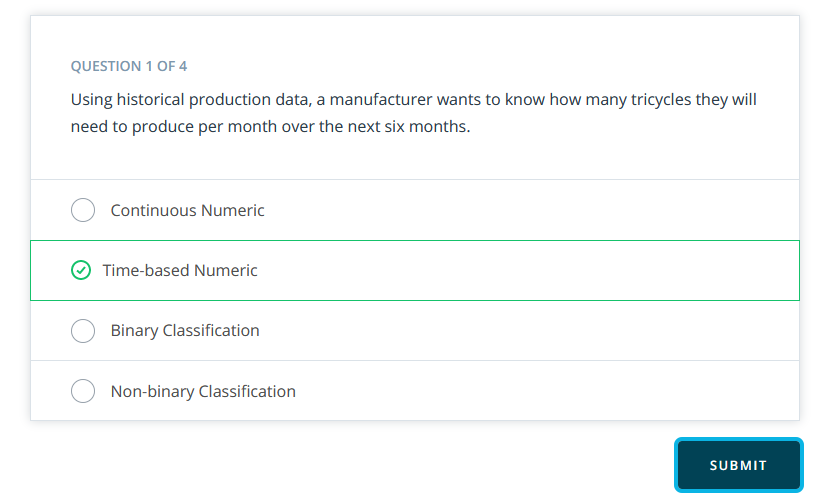 QUESTION 1 OF 4
Using historical production data, a manufacturer wants to know how many tricycles they will
need to produce per month over the next six months.
Continuous Numeric
Time-based Numeric
Binary Classification
Non-binary Classification
SUBMIT